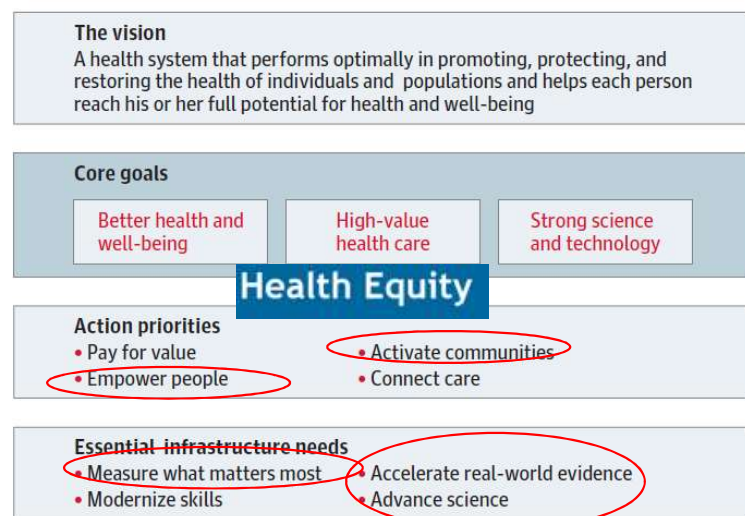 The vision
A health system that performs optimally in promoting, protecting, and
restoring the health of individuals and populations and helps each person
reach his or her full potential for health and well-being
Core goals
Better health and
well-being
High-value
health care
Strong science
and technology
Health Equity
Action priorities
• Pay for value
• Empower people
• Activate communities
• Connect care
Essential infrastructure needs
• Measure what matters most
• Modernize skills
• Accelerate real-world evidence
• Advance science